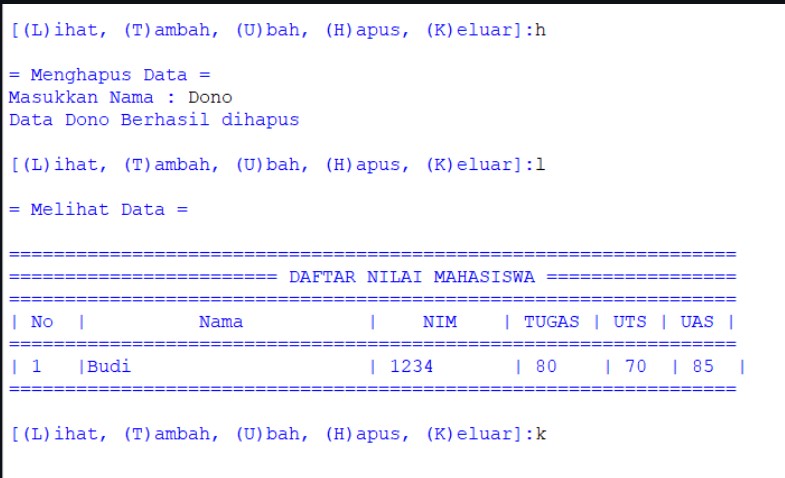 [(L)ihat, (T)ambah, (U)bah, (H)apus, (K)eluar]:h
= Menghapus Data =
Masukkan Nama : Dono
Data Dono Berhasil dihapus
[(L)ihat, (T)ambah, (U)bah, (H)apus, (K)eluar]:l
= Melihat Data =
=================================================================
======================== DAFTAR NILAI MAHASISWA =================
=================================================================
| No  |          Nama           |    NIM    | TUGAS | UTS | UAS |
=================================================================
| 1   |Budi                     | 1234       | 80    | 70  | 85  |
=================================================================
[(L)ihat, (T)ambah, (U)bah, (H)apus, (K)eluar]:k